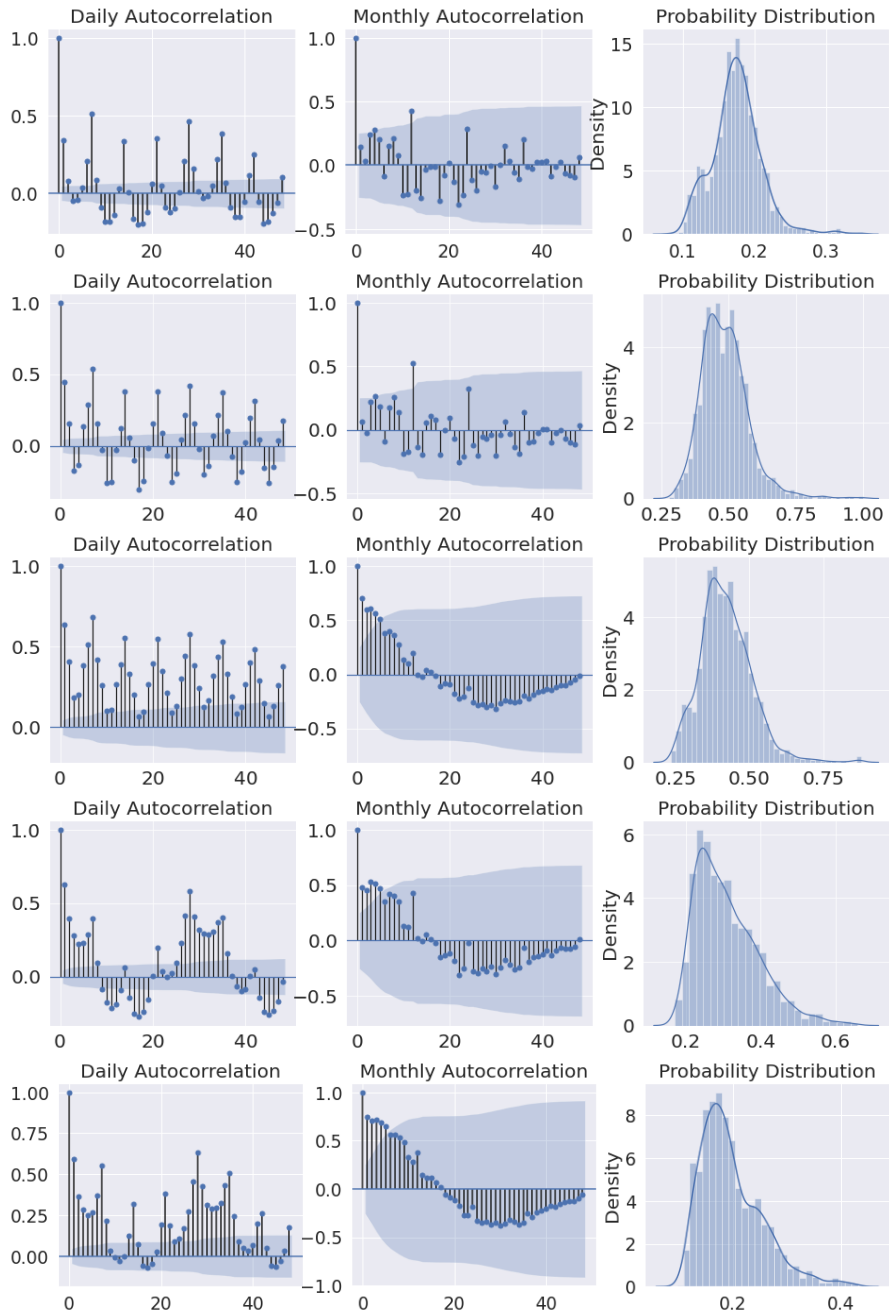 Daily Autocorrelation Monthly Autocorrelation Probability Distribution
1.0 1.0 15
0.5 0.5 Density 10
0.0 0.0 5
−0.5 0
0 20 40 0 20 40 0.1 0.2 0.3
Daily Autocorrelation Monthly Autocorrelation Probability Distribution
1.0 1.0
0.5 0.5 Density 4
0.0 0.0 2
−0.5 0
0 20 40 0 20 40 0.25 0.50 0.75 1.00
Daily Autocorrelation Monthly Autocorrelation Probability Distribution
1.0 1.0
0.5 0.5 Density 4
0.0 0.0 2
−0.5 0
0 20 40 0 20 40 0.25 0.50 0.75
Daily Autocorrelation Monthly Autocorrelation Probability Distribution
1.0 1.0 6
0.5 0.5 Density 4
0.0 0.0 2
−0.5 0
0 20 40 0 20 40 0.2 0.4 0.6
Daily Autocorrelation Monthly Autocorrelation Probability Distribution
1.00 1.0 8
0.75 0.5 Density 6
0.50 0.0 4
0.25 −0.5 2
0.00 −1.0 0
0 20 40 0 20 40 0.2 0.4